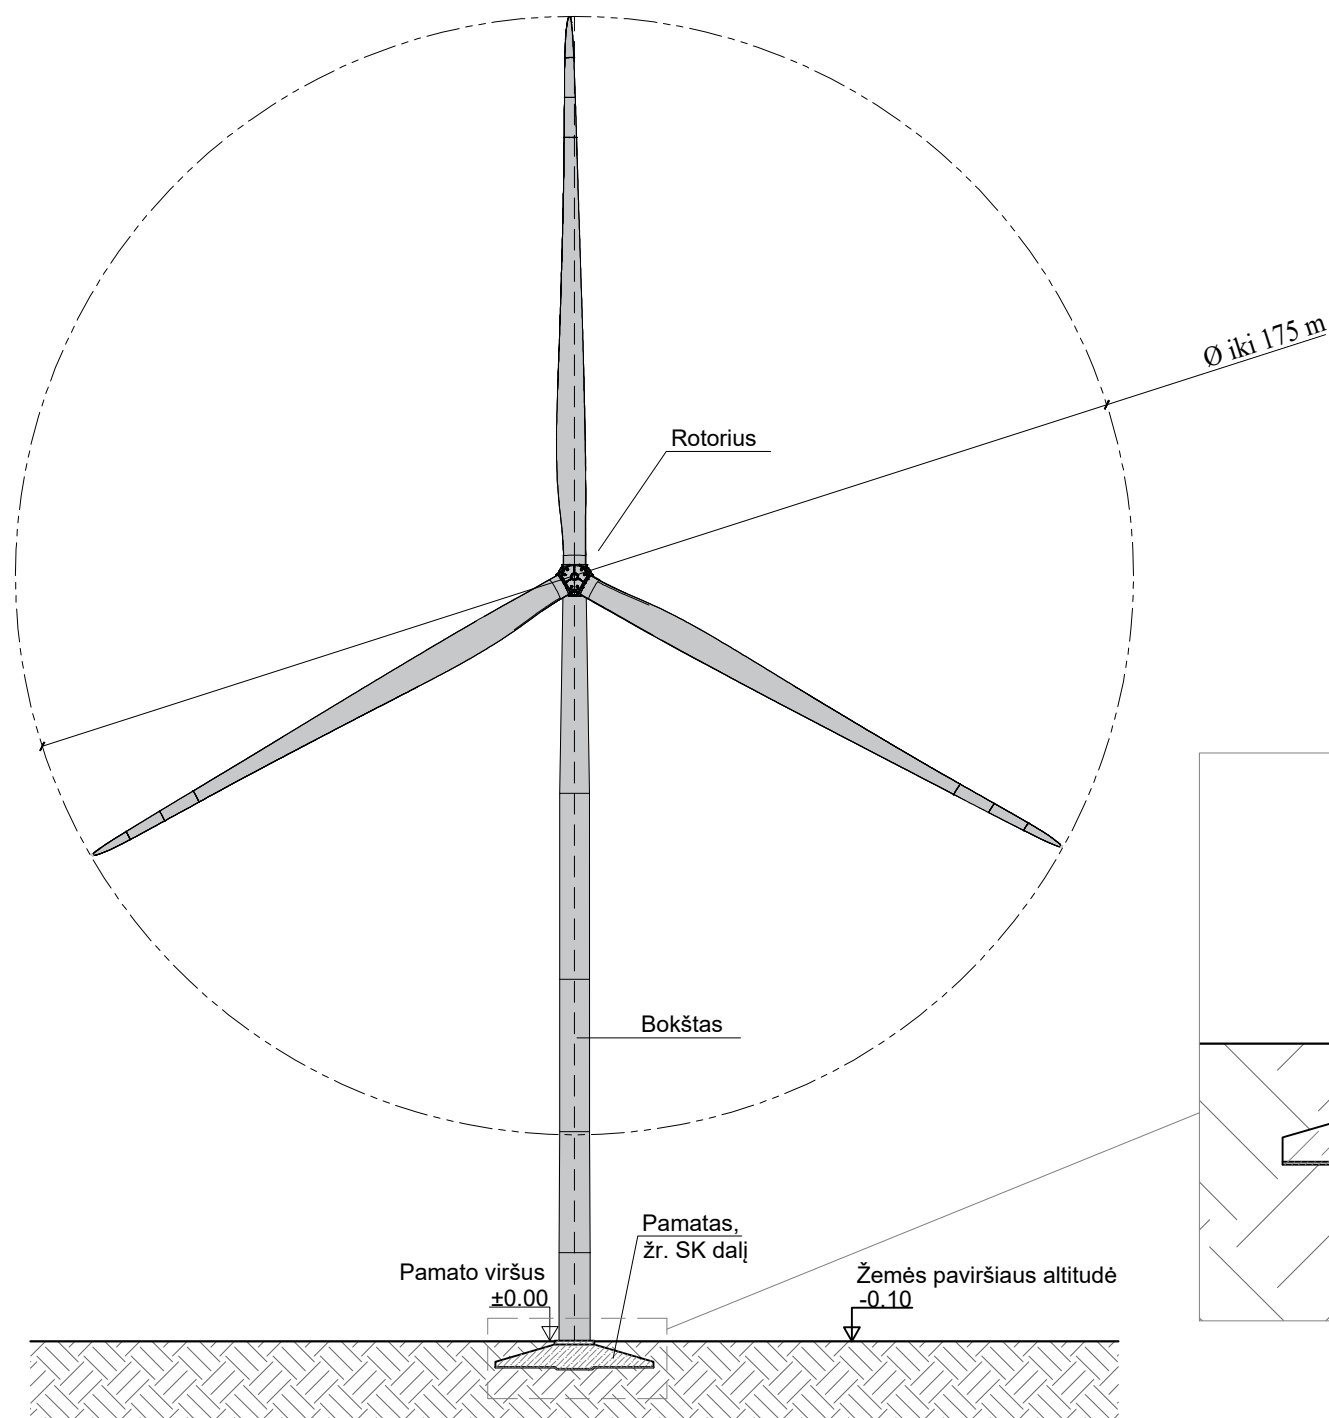 Ø iki 175 m
Rotorius
Bokštas
Pamatas,
žr. SK dalį
Pamato viršus
±0.00
Žemės paviršiaus altitudė
-0.10